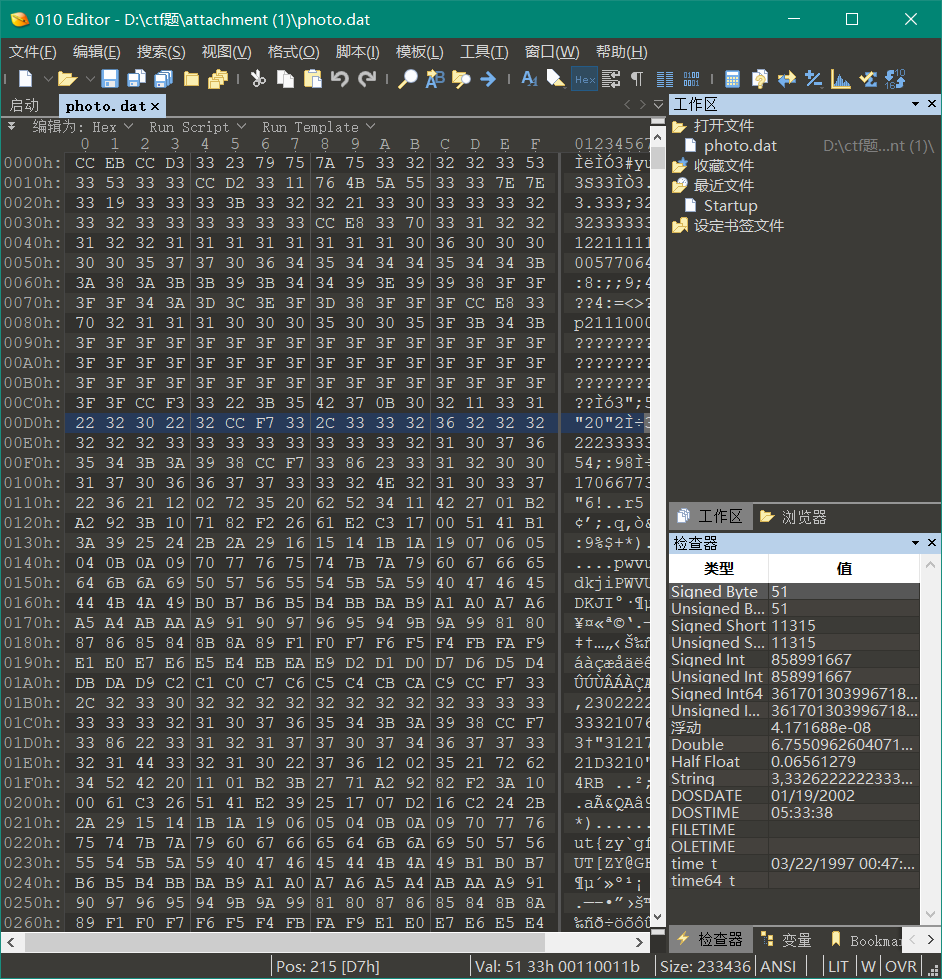 010 Editor - D:\ctf题\attachment (1)\photo.dat
文件(F) 编辑(E) 搜索(S) 视图(V) 格式(O) 脚本(I) 模板(L) 工具(T) 窗口(W) 帮助(H)
Hex
启动 photo.dat ×
编辑为: Hex Run Script Run Template
0 1 2 3 4 5 6 7 8 9 A B C D E F 01234567
0000h: CC EB CC D3 33 23 79 75 7A 75 33 32 32 32 33 53 ÌëÌÓ3#yu
0010h: 33 53 33 33 CC D2 33 11 76 4B 5A 55 33 33 7E 7E 3S33ÌÒ3.
0020h: 33 19 33 33 33 3B 33 32 32 21 33 30 33 33 33 32 3.333;32
0030h: 33 32 33 33 33 33 33 33 CC E8 33 70 33 31 32 32 32333333
0040h: 31 32 32 31 31 31 31 31 31 31 31 30 36 30 30 30 12211111
0050h: 30 30 35 37 37 30 36 34 35 34 34 34 35 34 34 3B 00577064
0060h: 3A 38 3A 3B 3B 39 3B 34 34 39 3E 39 39 38 3F 3F :8:;;9;4
0070h: 3F 3F 34 3A 3D 3C 3E 3F 3D 38 3F 3F 3F CC E8 33 ??4:=<>?
0080h: 70 32 31 31 31 30 30 30 35 30 30 35 3F 3B 34 3B p2111000
0090h: 3F 3F 3F 3F 3F 3F 3F 3F 3F 3F 3F 3F 3F 3F 3F 3F ????????
00A0h: 3F 3F 3F 3F 3F 3F 3F 3F 3F 3F 3F 3F 3F 3F 3F 3F ????????
00B0h: 3F 3F 3F 3F 3F 3F 3F 3F 3F 3F 3F 3F 3F 3F 3F 3F ????????
00C0h: 3F 3F CC F3 33 22 3B 35 42 37 0B 30 32 11 33 31 ??Ìó3";5
00D0h: 22 32 30 22 32 CC F7 33 2C 33 33 32 36 32 32 32 "20"2Ì÷3
00E0h: 32 32 32 33 33 33 33 33 33 33 33 32 31 30 37 36 22233333
00F0h: 35 34 3B 3A 39 38 CC F7 33 86 23 33 31 32 30 30 54;:98Ì÷
0100h: 31 37 30 36 36 37 37 33 33 32 4E 32 31 30 33 37 17066773
0110h: 22 36 21 12 02 72 35 20 62 52 34 11 42 27 01 B2 "6!..r5
0120h: A2 92 3B 10 71 82 F2 26 61 E2 C3 17 00 51 41 B1 ¢’;.q‚ò&
0130h: 3A 39 25 24 2B 2A 29 16 15 14 1B 1A 19 07 06 05 :9%$+*).
0140h: 04 0B 0A 09 70 77 76 75 74 7B 7A 79 60 67 66 65 ....pwvu
0150h: 64 6B 6A 69 50 57 56 55 54 5B 5A 59 40 47 46 45 dkjiPWVU
0160h: 44 4B 4A 49 B0 B7 B6 B5 B4 BB BA B9 A1 A0 A7 A6 DKJI°·¶µ
0170h: A5 A4 AB AA A9 91 90 97 96 95 94 9B 9A 99 81 80 ¥¤«ª©‘.—
0180h: 87 86 85 84 8B 8A 89 F1 F0 F7 F6 F5 F4 FB FA F9 ‡†…„‹Š‰ñ
0190h: E1 E0 E7 E6 E5 E4 EB EA E9 D2 D1 D0 D7 D6 D5 D4 áàçæåäëê
01A0h: DB DA D9 C2 C1 C0 C7 C6 C5 C4 CB CA C9 CC F7 33 ÛÚÙÂÁÀÇÆ
01B0h: 2C 32 33 30 32 32 32 32 32 32 32 32 32 33 33 33 ,2302222
01C0h: 33 33 33 32 31 30 37 36 35 34 3B 3A 39 38 CC F7 33321076
01D0h: 33 86 22 33 31 32 31 37 37 30 37 34 36 37 37 33 3†"31217
01E0h: 32 31 44 33 32 31 30 22 37 36 12 02 35 21 72 62 21D3210"
01F0h: 34 52 42 20 11 01 B2 3B 27 71 A2 92 82 F2 3A 10 4RB ..²;
0200h: 00 61 C3 26 51 41 E2 39 25 17 07 D2 16 C2 24 2B .aÃ&QAâ9
0210h: 2A 29 15 14 1B 1A 19 06 05 04 0B 0A 09 70 77 76 *)......
0220h: 75 74 7B 7A 79 60 67 66 65 64 6B 6A 69 50 57 56 ut{zy`gf
0230h: 55 54 5B 5A 59 40 47 46 45 44 4B 4A 49 B1 B0 B7 UT[ZY@GF
0240h: B6 B5 B4 BB BA B9 A1 A0 A7 A6 A5 A4 AB AA A9 91 ¶µ´»º¹¡
0250h: 90 97 96 95 94 9B 9A 99 81 80 87 86 85 84 8B 8A .—–•”›š™
0260h: 89 F1 F0 F7 F6 F5 F4 FB FA F9 E1 E0 E7 E6 E5 E4 ‰ñð÷öõôû
工作区
打开文件
photo.dat D:\ctf题...nt (1)\
收藏文件
最近文件
Startup
设定书签文件
工作区 浏览器
检查器
类型 值
Signed Byte 51
Unsigned B... 51
Signed Short 11315
Unsigned S... 11315
Signed Int 858991667
Unsigned Int 858991667
Signed Int64 361701303996718...
Unsigned I... 361701303996718...
浮动 4.171688e-08
Double 6.7550962604071...
Half Float 0.06561279
String 3,3326222222333...
DOSDATE 01/19/2002
DOSTIME 05:33:38
FILETIME
OLETIME
time_t 03/22/1997 00:47:...
time64_t
检查器 变量 Bookmar
Pos: 215 [D7h] Val: 51 33h 00110011b Size: 233436 ANSI LIT W OVR